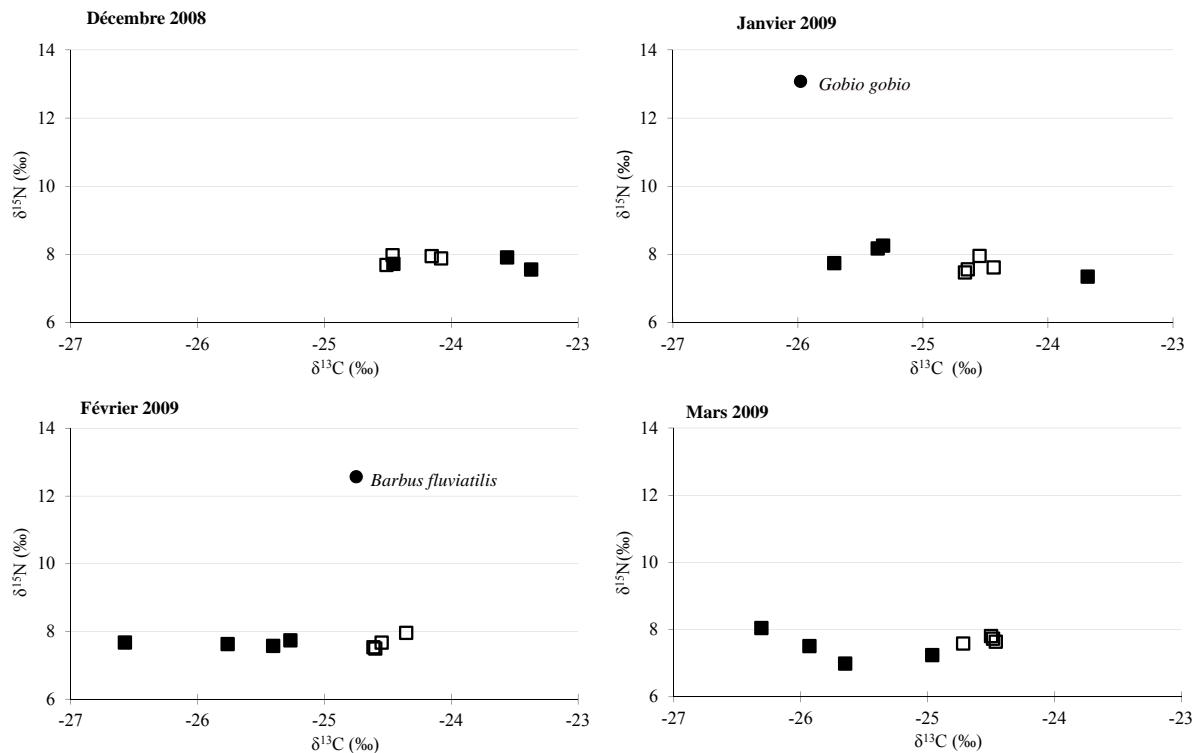 Décembre 2008
14
12
10
8
6
δ¹⁵N (‰)
-27 -26 -25 -24 -23
δ¹³C (‰)
Janvier 2009
14
12
10
8
6
δ¹⁵N (‰)
Gobio gobio
-27 -26 -25 -24 -23
δ¹³C (‰)
Février 2009
14
12
10
8
6
δ¹⁵N (‰)
Barbus fluviatilis
-27 -26 -25 -24 -23
δ¹³C (‰)
Mars 2009
14
12
10
8
6
δ¹⁵N(‰)
-27 -26 -25 -24 -23
δ¹³C (‰)